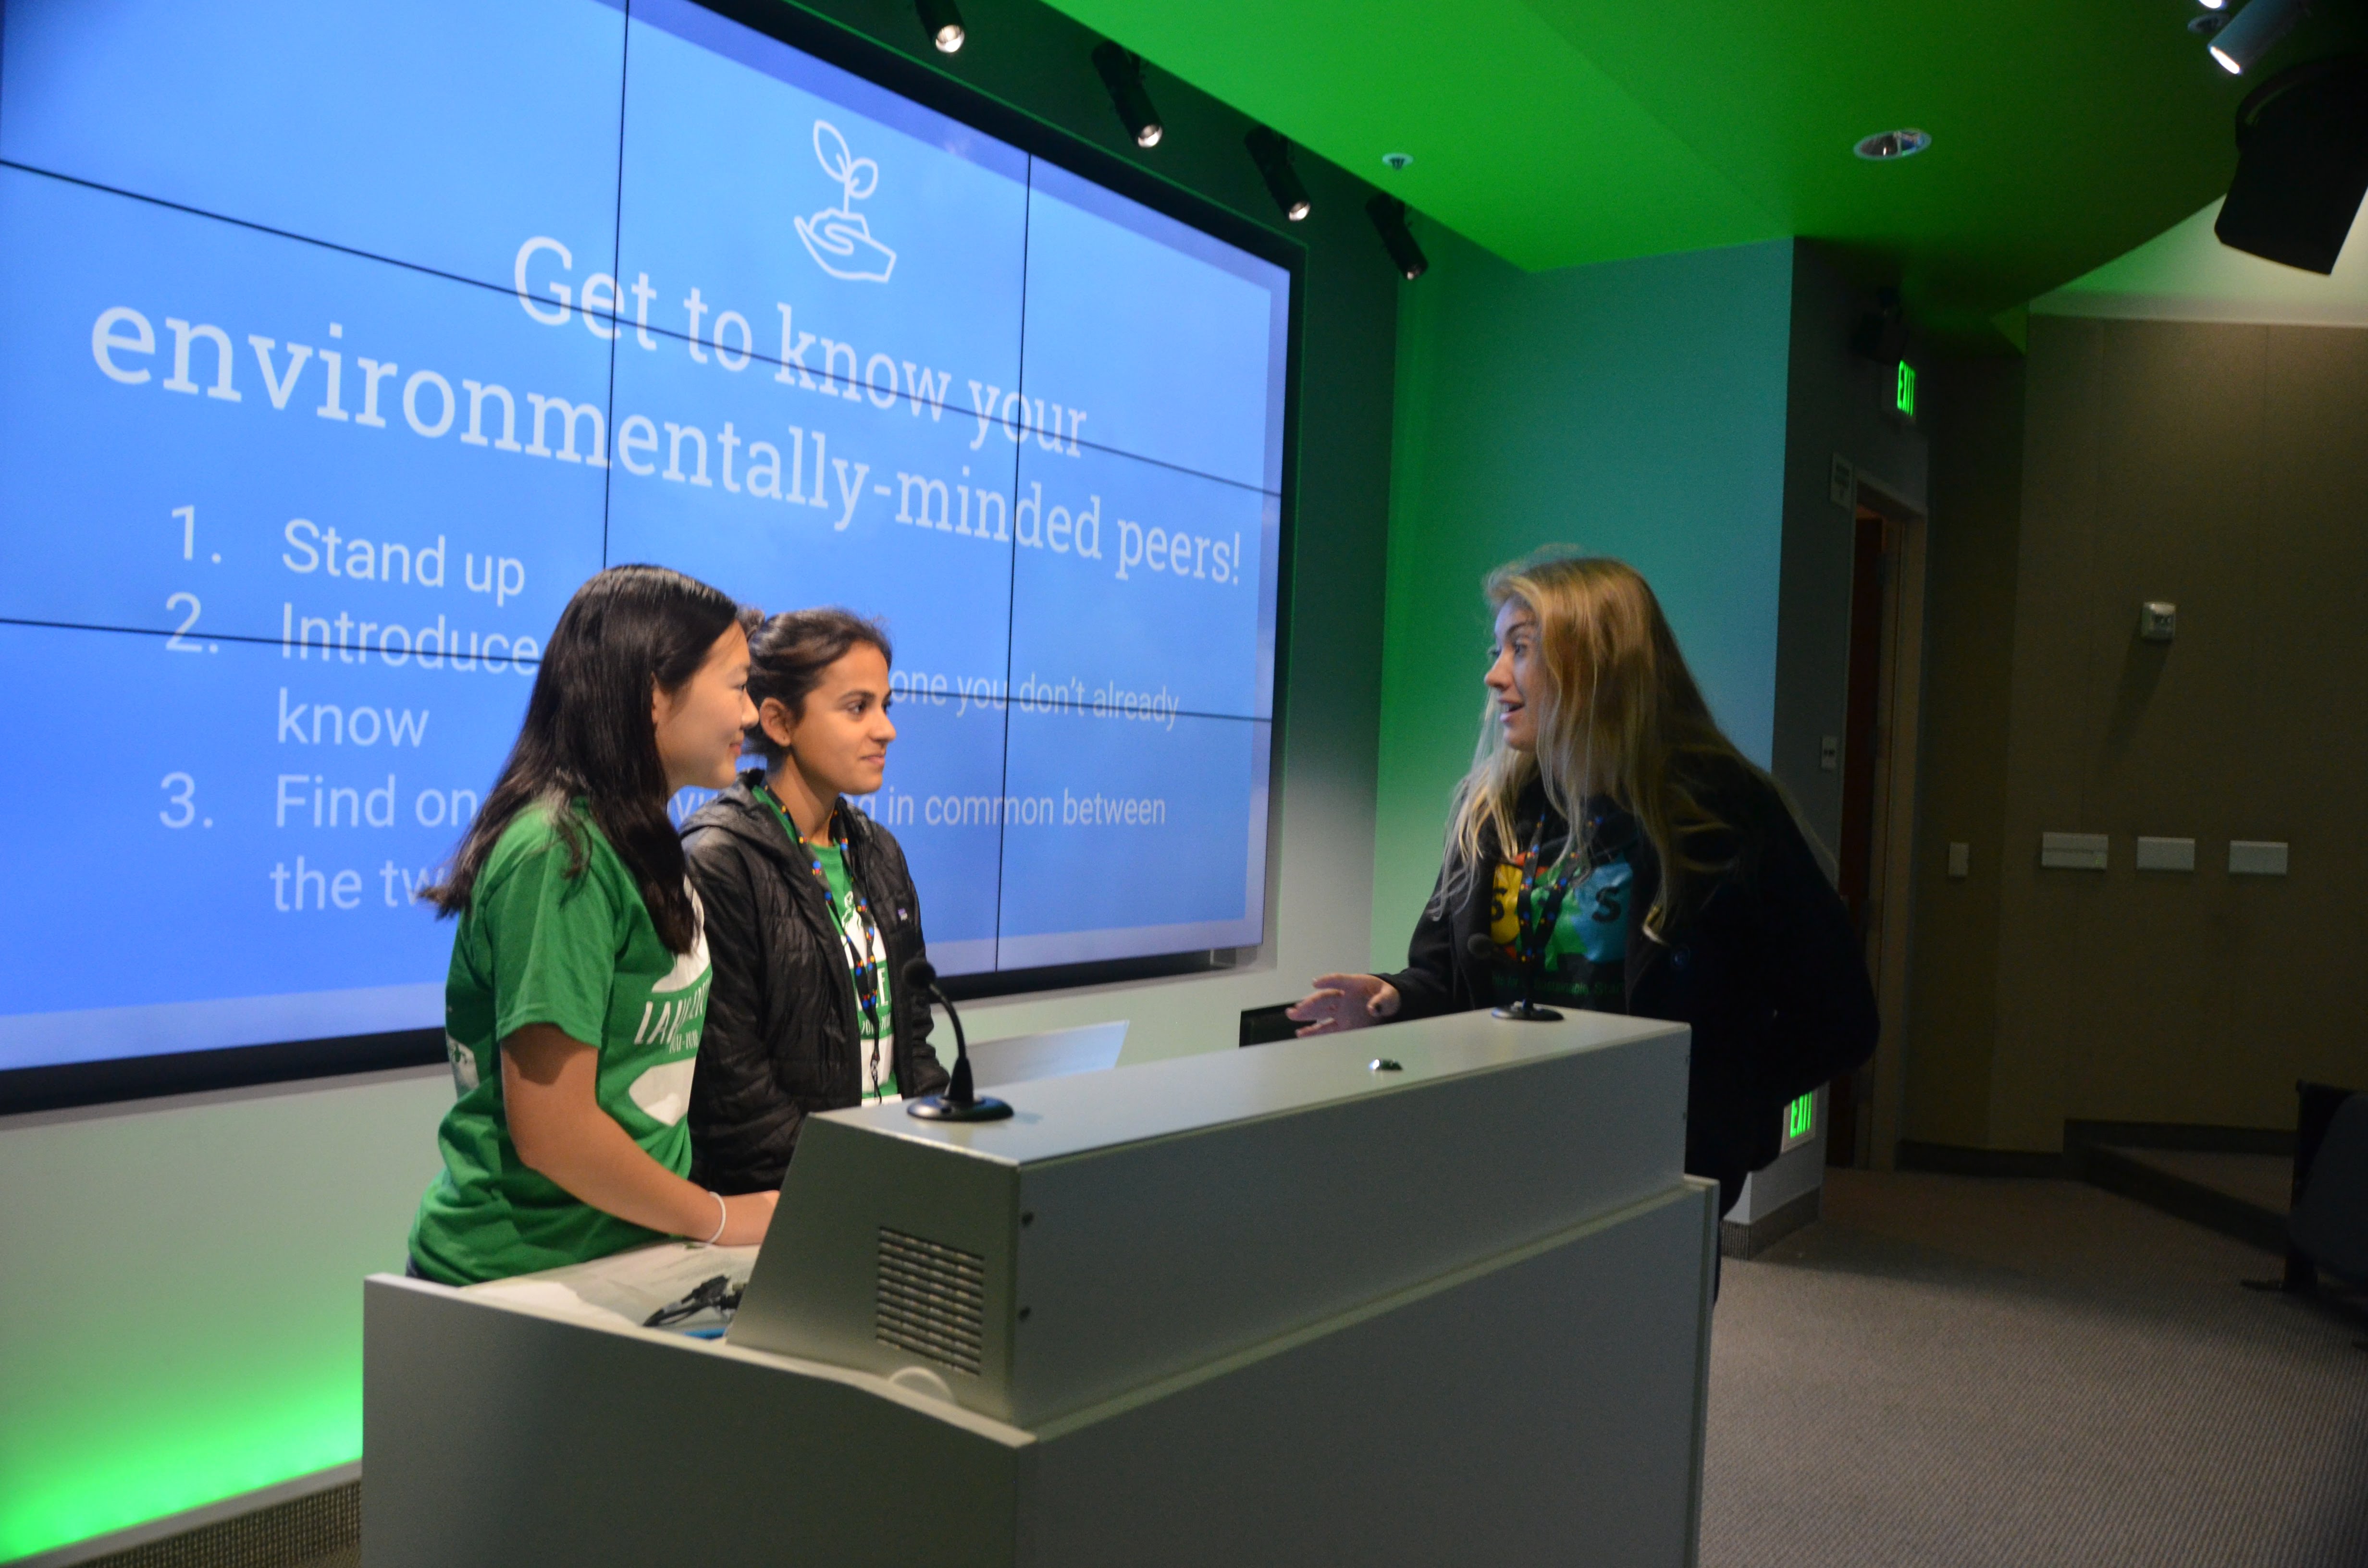 Get to know your
environmentally-minded peers!
1. Stand up
2. Introduce one you don't already
know
3. Find on in common between
the tw
EXIT
EXIT